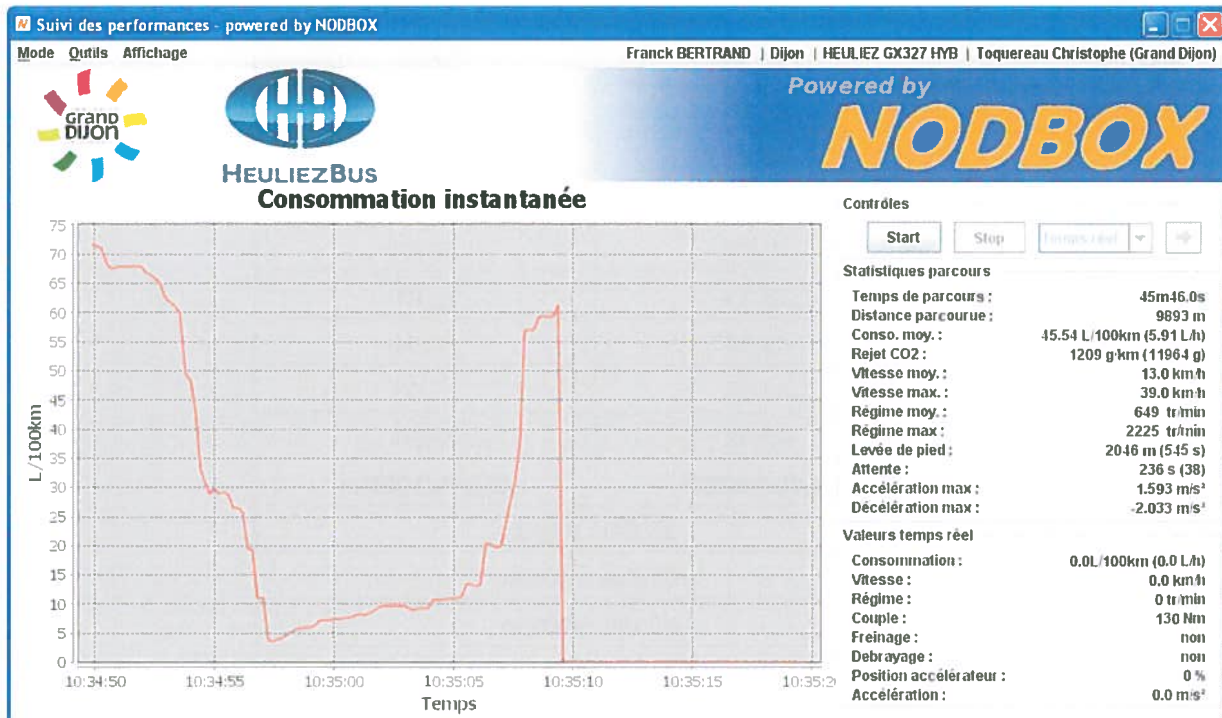 Suivi des performances - powered by NODBOX
Mode Outils Affichage
Franck BERTRAND | Dijon | HEULIEZ GX327 HYB | Toquereau Christophe (Grand Dijon)
GRAND
DIJON
HB
HEULIEZBUS
Powered by
NODBOX
Consommation instantanée
Contrôles
Start Stop Temps réel
Statistiques parcours
Temps de parcours : 45m46.0s
Distance parcourue : 9893 m
Conso. moy. : 45.54 L/100km (5.91 L/h)
Rejet CO2 : 1209 g/km (11964 g)
Vitesse moy. : 13.0 km/h
Vitesse max. : 39.0 km/h
Régime moy. : 649 tr/min
Régime max : 2225 tr/min
Levée de pied : 2046 m (545 s)
Attente : 236 s (38)
Accélération max : 1.593 m/s²
Décélération max : -2.033 m/s²
Valeurs temps réel
Consommation : 0.0L/100km (0.0 L/h)
Vitesse : 0.0 km/h
Régime : 0 tr/min
Couple : 130 Nm
Freinage : non
Debrayage : non
Position accélérateur : 0 %
Accélération : 0.0 m/s²
L/100km
75
70
65
60
55
50
45
40
35
30
25
20
15
10
5
0
10:34:50 10:34:55 10:35:00 10:35:05 10:35:10 10:35:15 10:35:20
Temps